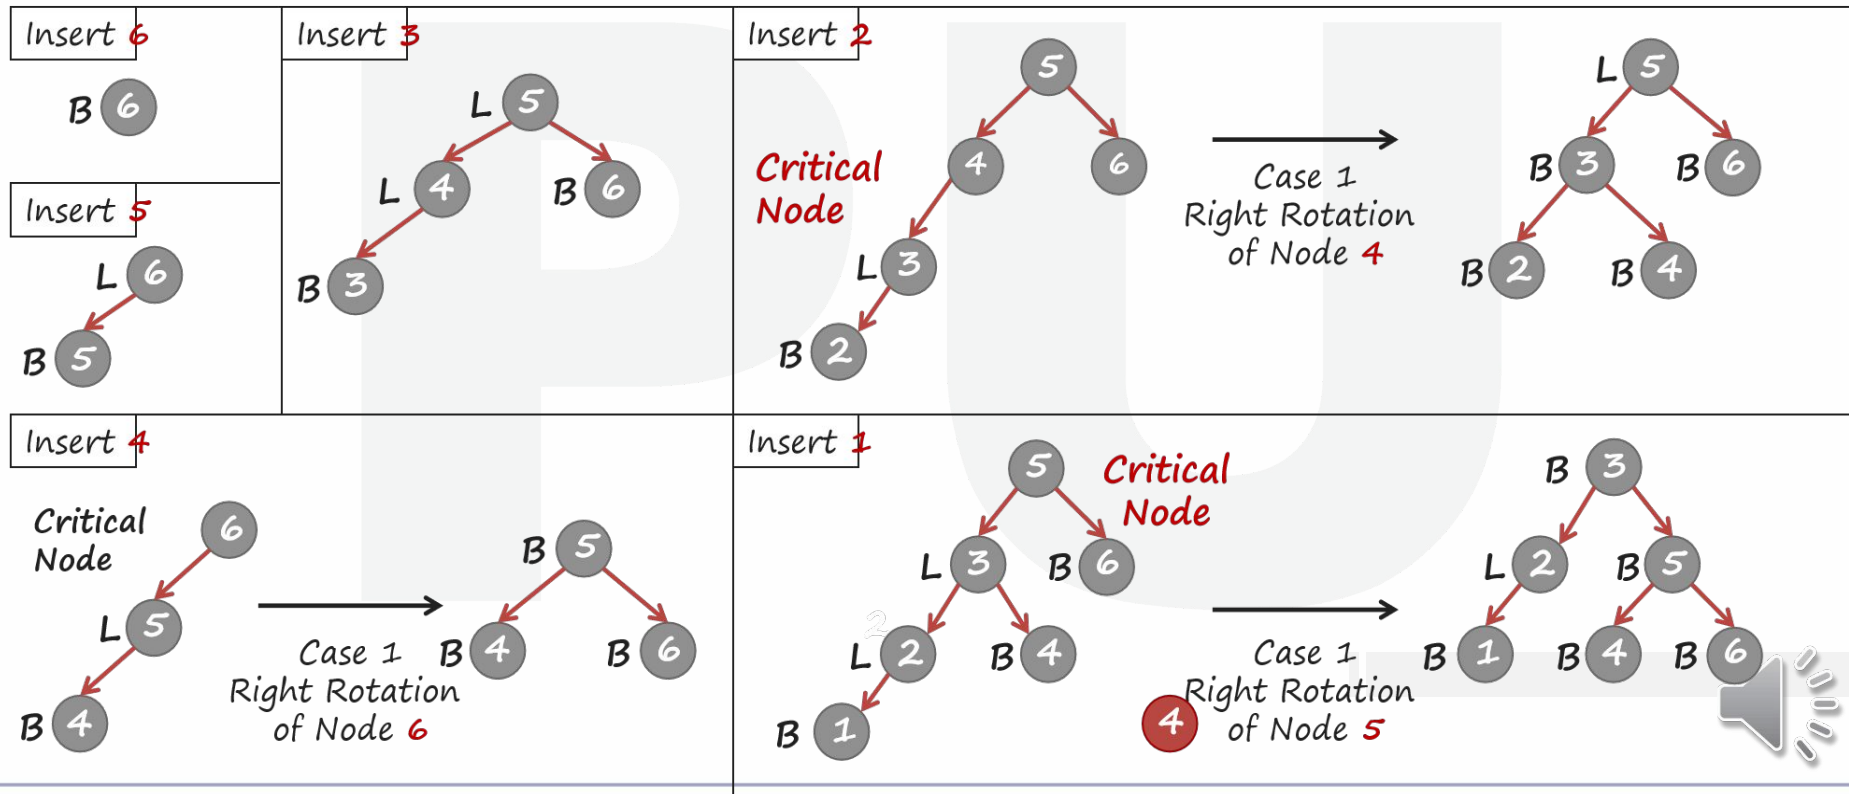 Insert 6
B 6
Insert 5
L 6
B 5
Insert 3
L 5
L 4 B 6
B 3
Insert 2
5
Critical
Node
4 6
L 3
B 2
Case 1
Right Rotation
of Node 4
L 5
B 3 B 6
B 2 B 4
Insert 4
Critical
Node
6
L 5
B 4
Case 1
Right Rotation
of Node 6
B 5
B 4 B 6
Insert 1
5
Critical
Node
L 3 B 6
2
L 2 B 4
B 1
4
Case 1
Right Rotation
of Node 5
B 3
L 2 B 5
B 1 B 4 B 6
PU